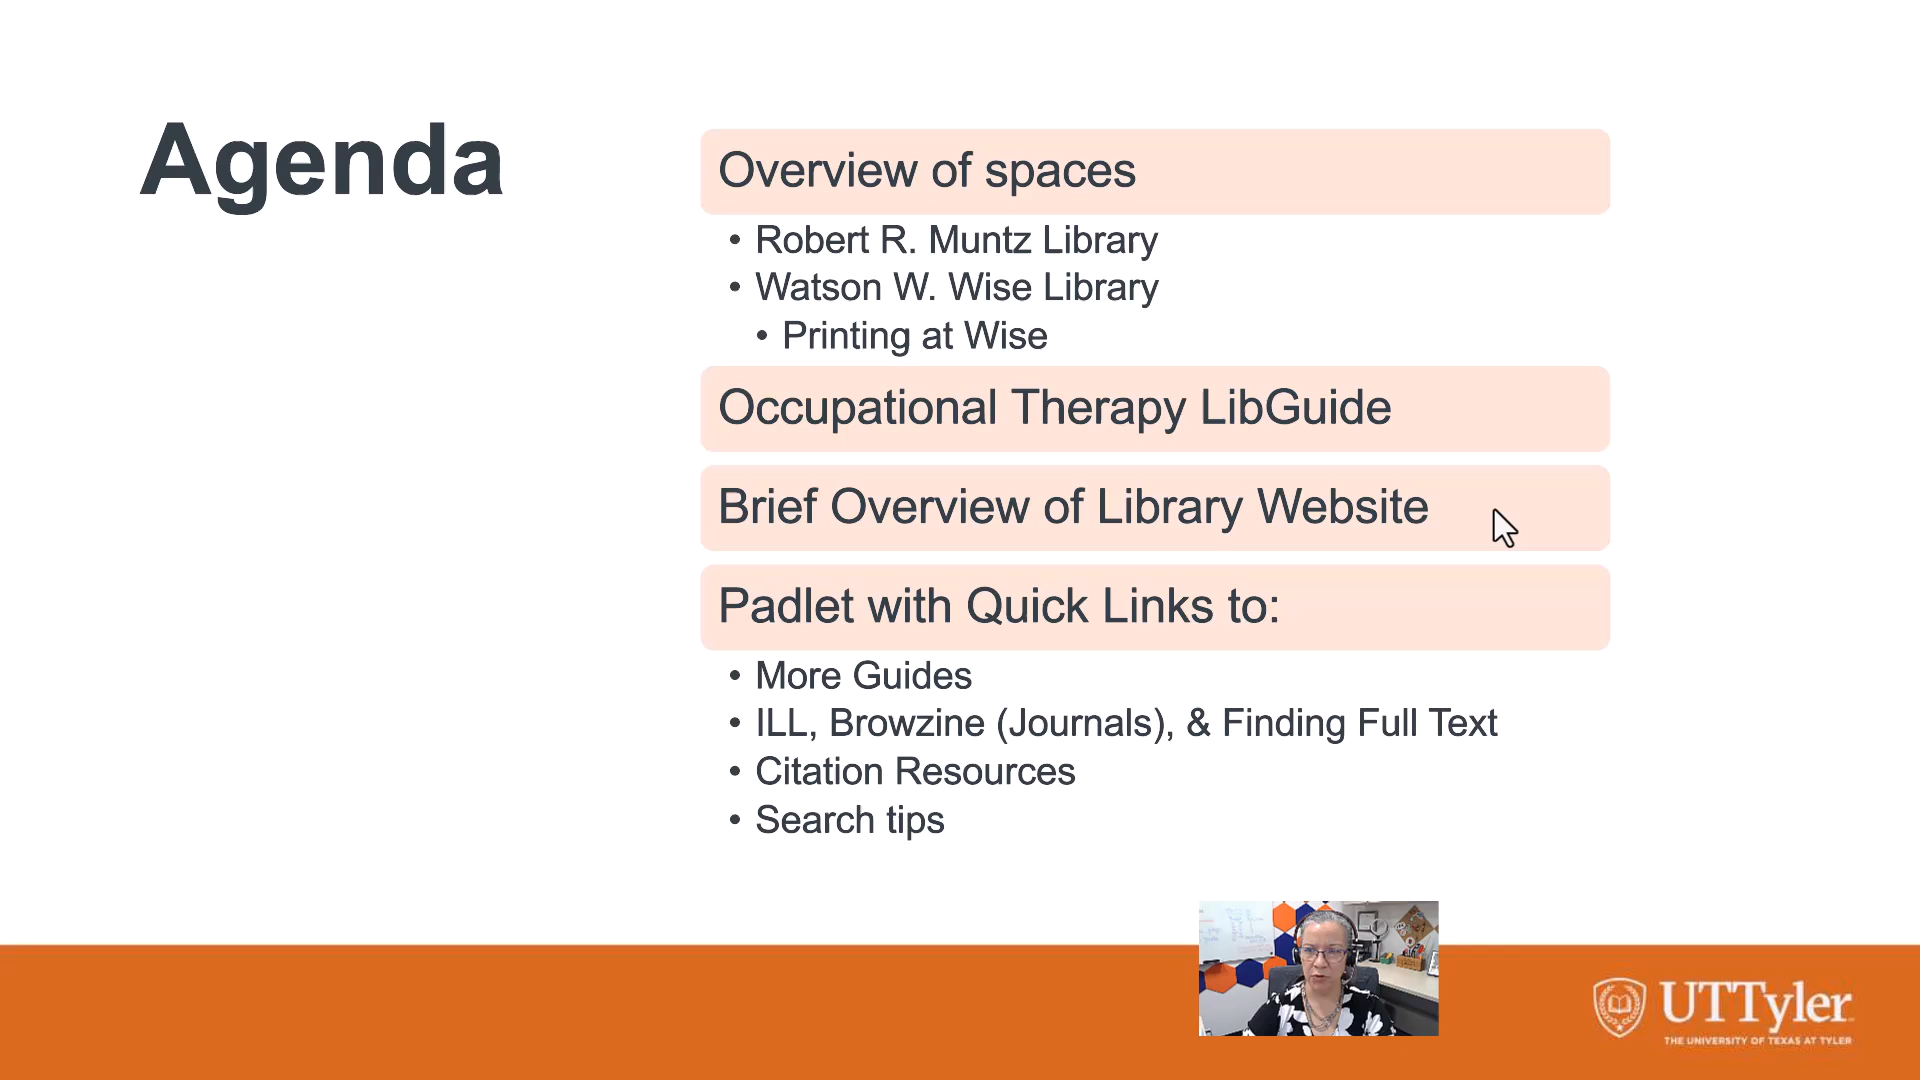 Agenda
Overview of spaces
• Robert R. Muntz Library
• Watson W. Wise Library
• Printing at Wise
Occupational Therapy LibGuide
Brief Overview of Library Website
Padlet with Quick Links to:
• More Guides
• ILL, Browzine (Journals), & Finding Full Text
• Citation Resources
• Search tips
UTTyler
THE UNIVERSITY OF TEXAS AT TYLER